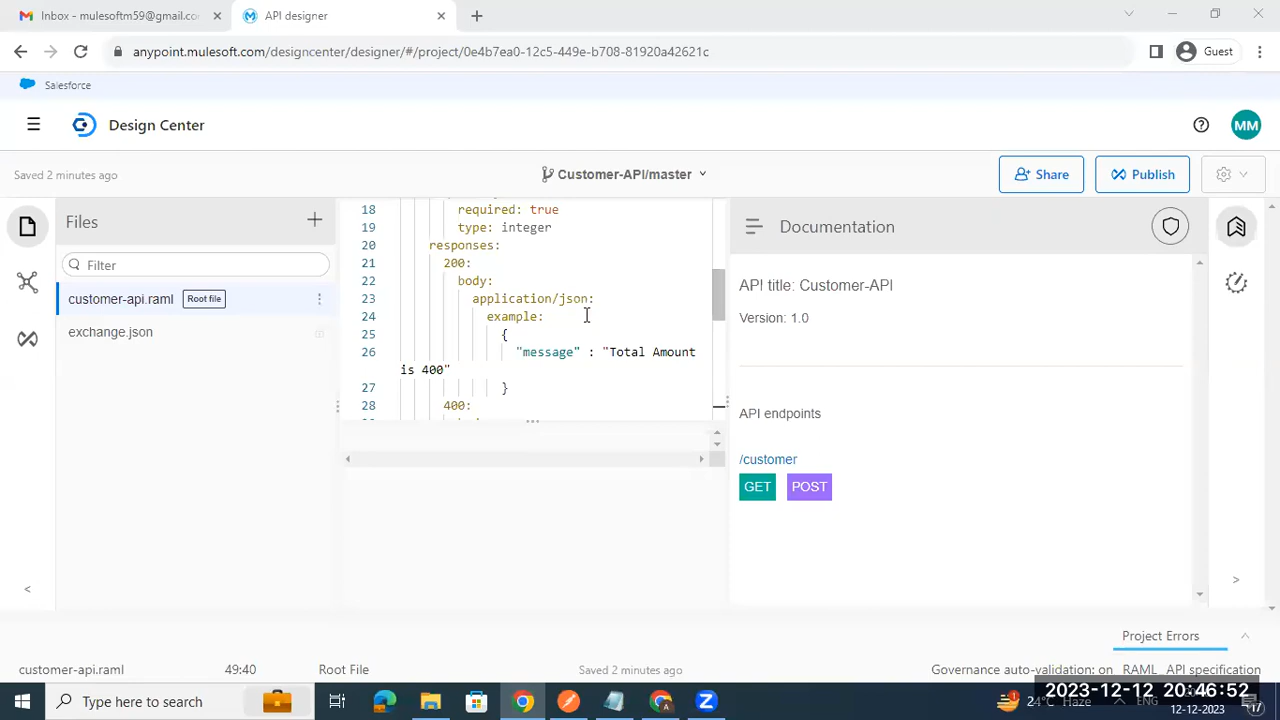 Inbox - mulesoftm59@gmail.co
API designer
anypoint.mulesoft.com/designcenter/designer/#/project/0e4b7ea0-12c5-449e-b708-81920a42621c
Guest
Salesforce
Design Center
MM
Saved 2 minutes ago
Customer-API/master
Share
Publish
Files
Filter
customer-api.raml Root file
exchange.json
18 required: true
19 type: integer
20 responses:
21 200:
22 body:
23 application/json:
24 example:
25 {
26 "message" : "Total Amount
is 400"
27 }
28 400:
Documentation
API title: Customer-API
Version: 1.0
API endpoints
/customer
GET POST
Project Errors
customer-api.raml 49:40 Root File Saved 2 minutes ago Governance auto-validation: on RAML API specification
Type here to search
24°C Haze
ENG
2023-12-12 20:46:52
12-12-2023
17